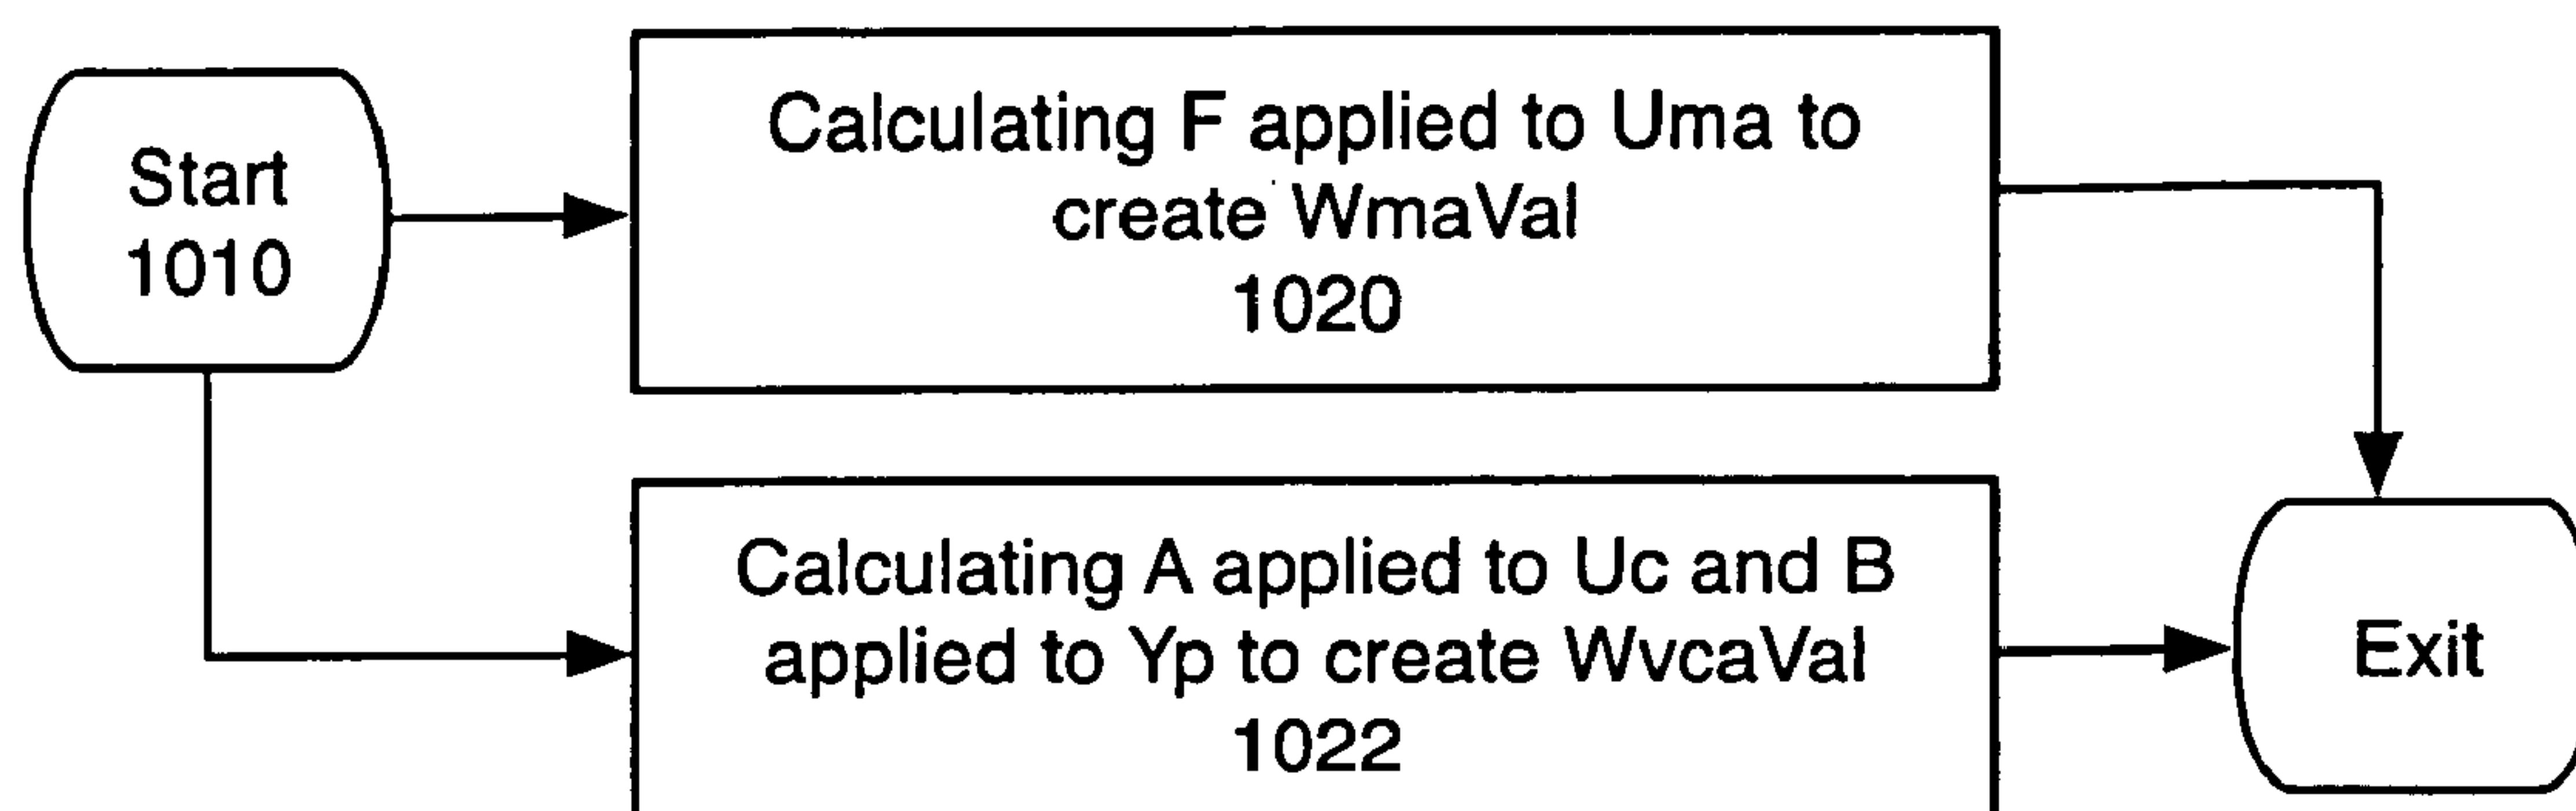 Start
1010
Calculating F applied to Uma to
create WmaVal
1020
Calculating A applied to Uc and B
applied to Yp to create WvcaVal
1022
Exit